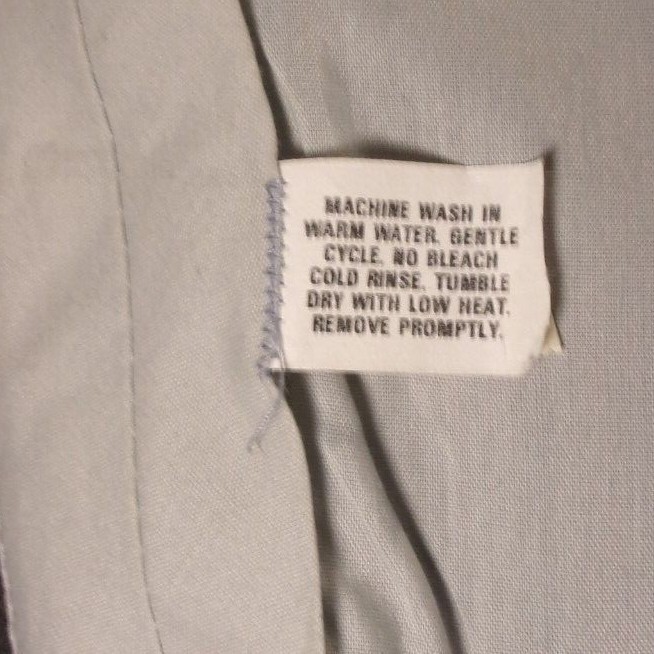 MACHINE WASH IN
WARM WATER. GENTLE
CYCLE, NO BLEACH
COLD RINSE, TUMBLE
DRY WITH LOW HEAT.
REMOVE PROMPTLY.